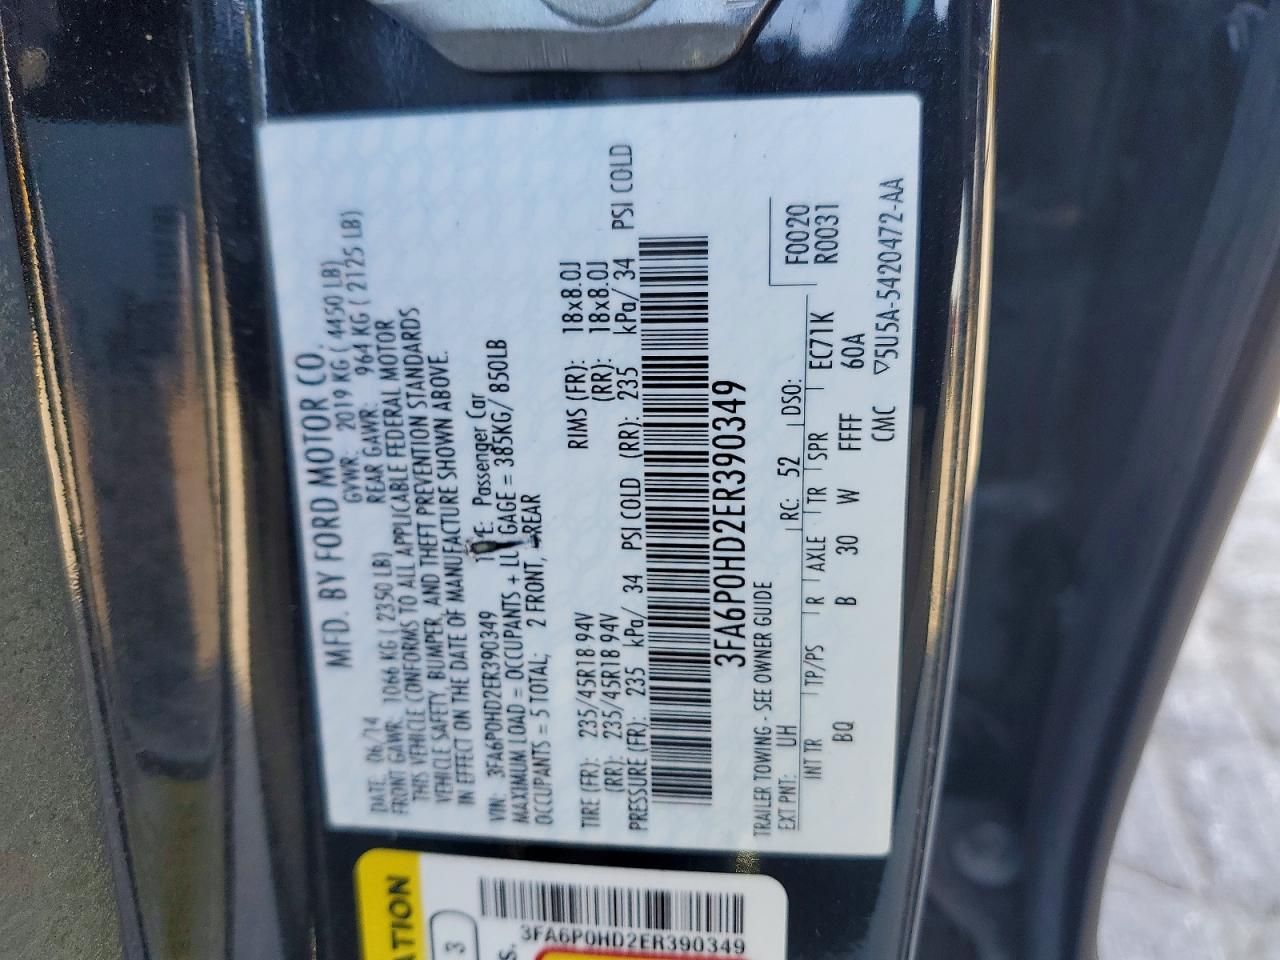 MFD. BY FORD MOTOR CO.
DATE: 06/14 GVWR: 2019 KG ( 4450 LB)
FRONT GAWR: 1066 KG ( 2350 LB) REAR GAWR: 964 KG ( 2125 LB)
THIS VEHICLE CONFORMS TO ALL APPLICABLE FEDERAL MOTOR
VEHICLE SAFETY, BUMPER, AND THEFT PREVENTION STANDARDS
IN EFFECT ON THE DATE OF MANUFACTURE SHOWN ABOVE.
VIN: 3FA6P0HD2ER390349 Passenger Car
MAXIMUM LOAD = OCCUPANTS + = 385KG/ 850LB
OCCUPANTS = 5 TOTAL; 2 FRONT, REAR
TIRE (FR): 235/45R18 94V RIMS (FR): 18x8.0J
(RR): 235/45R18 94V (RR): 18x8.0J
PRESSURE (FR): 235 kPa/ 34 PSI COLD (RR): 235 kPa/ 34 PSI COLD
3FA6P0HD2ER390349
TRAILER TOWING - SEE OWNER GUIDE
EXT PNT: UH RC: 52 DSO: F0020
R0031
INT TR TP/PS R AXLE TR SPR EC71K
BQ B 30 W FFFF 60A
CMC ▽5U5A-5420472-AA
ATION
3
s.
3FA6P0HD2ER390349